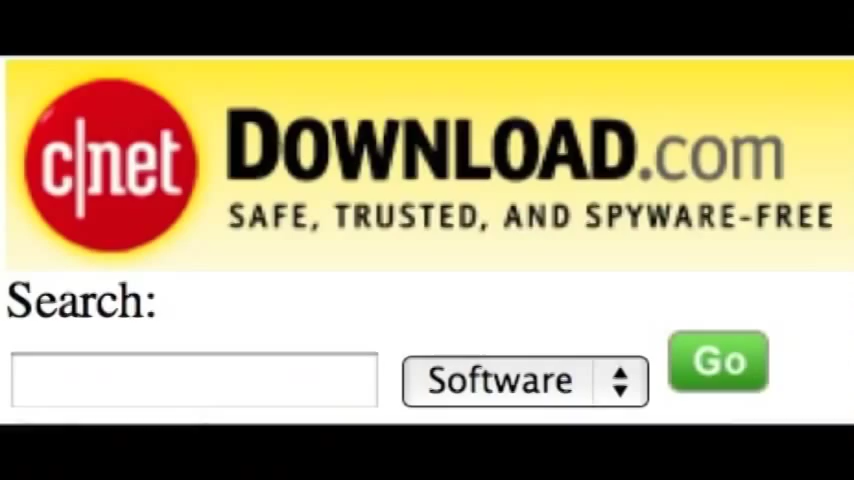 c|net DOWNLOAD.com
SAFE, TRUSTED, AND SPYWARE-FREE
Search:
Software Go